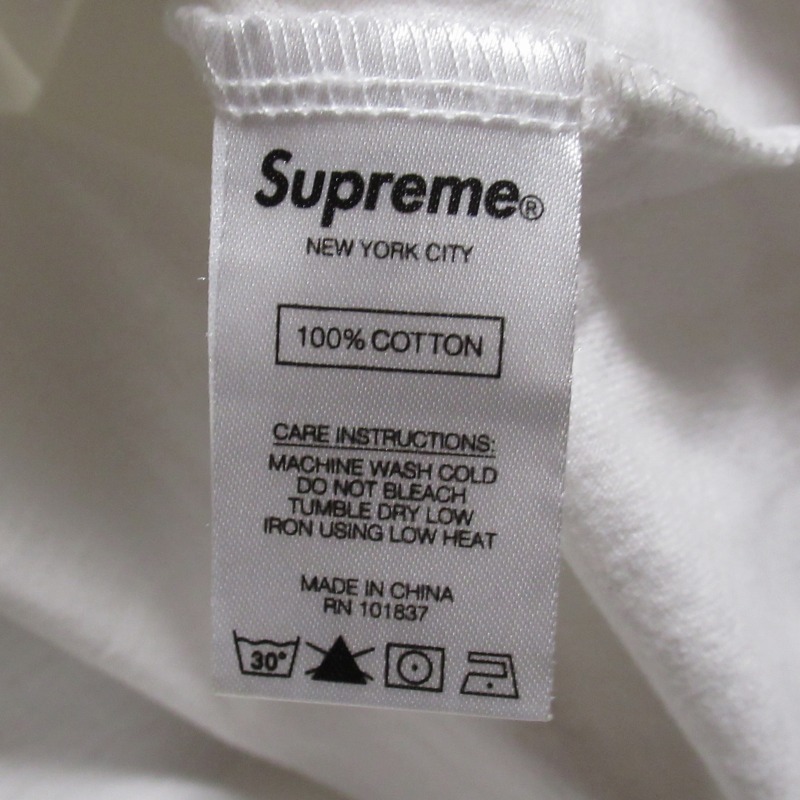 Supreme®
NEW YORK CITY
100% COTTON
CARE INSTRUCTIONS:
MACHINE WASH COLD
DO NOT BLEACH
TUMBLE DRY LOW
IRON USING LOW HEAT
MADE IN CHINA
RN 101837
30°